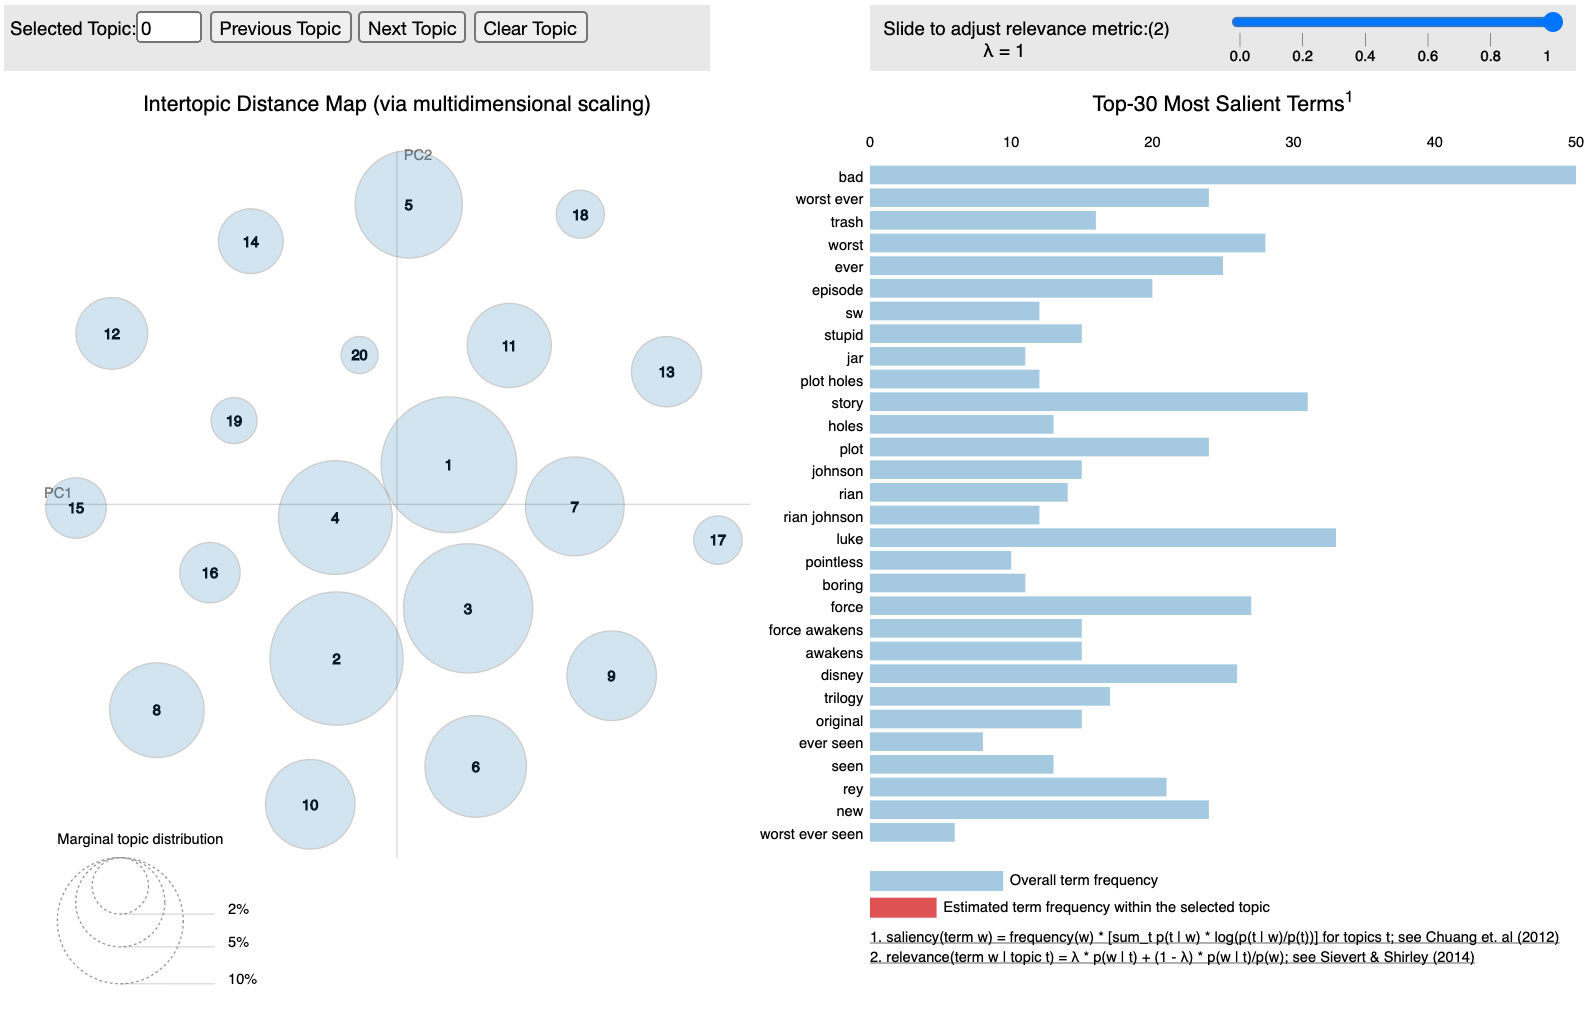 Selected Topic: 0 Previous Topic Next Topic Clear Topic
Slide to adjust relevance metric:(2)
λ = 1
0.0 0.2 0.4 0.6 0.8 1
Intertopic Distance Map (via multidimensional scaling)
PC2
5
18
14
12
11
20
13
19
1
PC1
15
7
4
17
16
3
2
9
8
6
10
Marginal topic distribution
2%
5%
10%
Top-30 Most Salient Terms1
0 10 20 30 40 50
bad
worst ever
trash
worst
ever
episode
sw
stupid
jar
plot holes
story
holes
plot
johnson
rian
rian johnson
luke
pointless
boring
force
force awakens
awakens
disney
trilogy
original
ever seen
seen
rey
new
worst ever seen
Overall term frequency
Estimated term frequency within the selected topic
1. saliency(term w) = frequency(w) * [sum_t p(t | w) * log(p(t | w)/p(t))] for topics t; see Chuang et. al (2012)
2. relevance(term w | topic t) = λ * p(w | t) + (1 - λ) * p(w | t)/p(w); see Sievert & Shirley (2014)